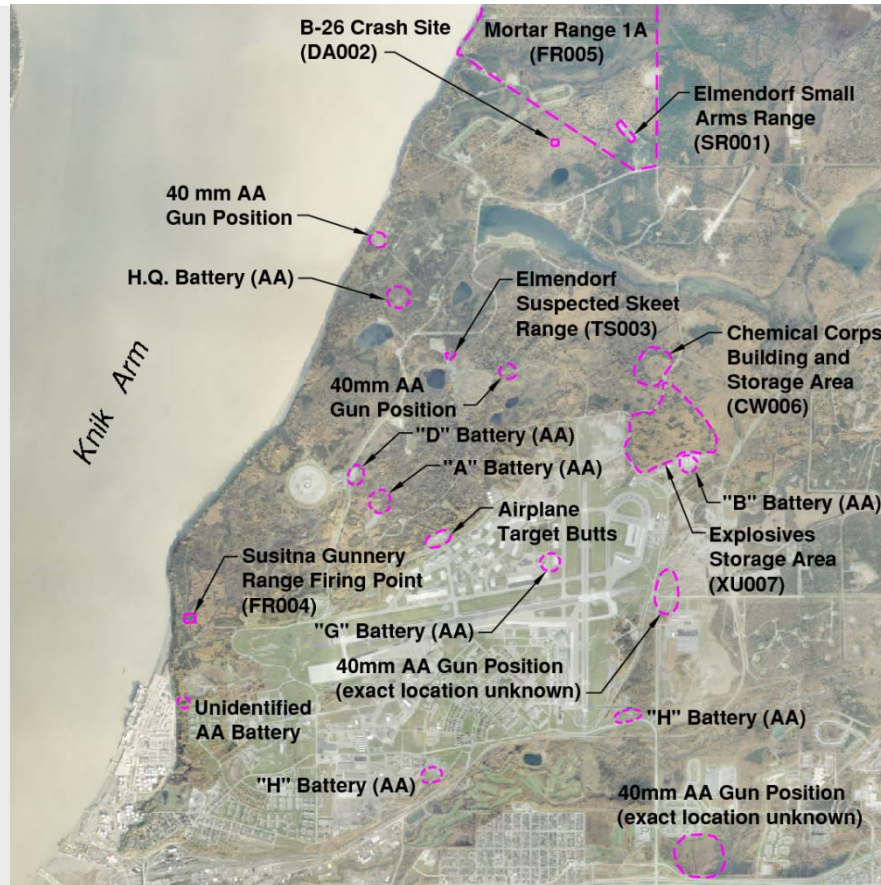 B-26 Crash Site
(DA002)
Mortar Range 1A
(FR005)
Elmendorf Small
Arms Range
(SR001)
40 mm AA
Gun Position
H.Q. Battery (AA)
Elmendorf
Suspected Skeet
Range (TS003)
Chemical Corps
Building and
Storage Area
(CW006)
Knik Arm
40mm AA
Gun Position
"D" Battery (AA)
"A" Battery (AA)
"B" Battery (AA)
Airplane
Target Butts
Explosives
Storage Area
(XU007)
Susitna Gunnery
Range Firing Point
(FR004)
"G" Battery (AA)
40mm AA Gun Position
(exact location unknown)
Unidentified
AA Battery
"H" Battery (AA)
"H" Battery (AA)
40mm AA Gun Position
(exact location unknown)